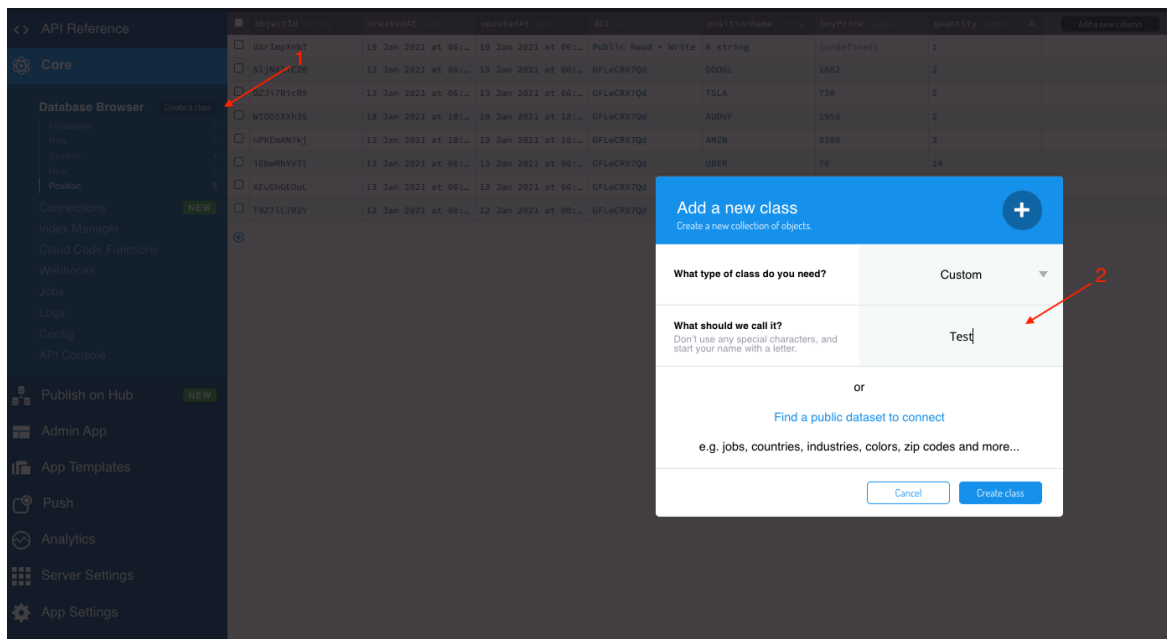 API Reference
Core
Database Browser Create a class
Installation
Role
Session
User
Position
Connections NEW
Index Manager
Cloud Code Functions
Webhooks
Jobs
Logs
Config
API Console
Publish on Hub NEW
Admin App
App Templates
Push
Analytics
Server Settings
App Settings
objectId createdAt updatedAt ACL positionName buyPrice quantity Add a new column
19 Jan 2021 at 06:… 19 Jan 2021 at 06:… Public Read + Write A string (undefined) 1
13 Jan 2021 at 06:… 13 Jan 2021 at 06:… GFLeCRX7Qd GOOGL 1602 2
13 Jan 2021 at 06:… 13 Jan 2021 at 06:… GFLeCRX7Qd TSLA 730 2
18 Jan 2021 at 18:… 18 Jan 2021 at 18:… GFLeCRX7Qd AUDVF 2
nPKEmANikj 13 Jan 2021 at 10:… 13 Jan 2021 at 10:… GFLeCRX7Qd AMZN 3300 3
13 Jan 2021 at 06:… 13 Jan 2021 at 06:… GFLeCRX7Qd UBER 70 14
XEuGhGEOoL 13 Jan 2021 at 06:… 13 Jan 2021 at 06:… GFLeCRX7Qd
T9Z7lL7R2Y 12 Jan 2021 at 00:… 12 Jan 2021 at 00:… GFLeCRX7Qd
1
Add a new class
Create a new collection of objects.
What type of class do you need? Custom
2
What should we call it?
Don't use any special characters, and
start your name with a letter.
Test
or
Find a public dataset to connect
e.g. jobs, countries, industries, colors, zip codes and more...
Cancel Create class